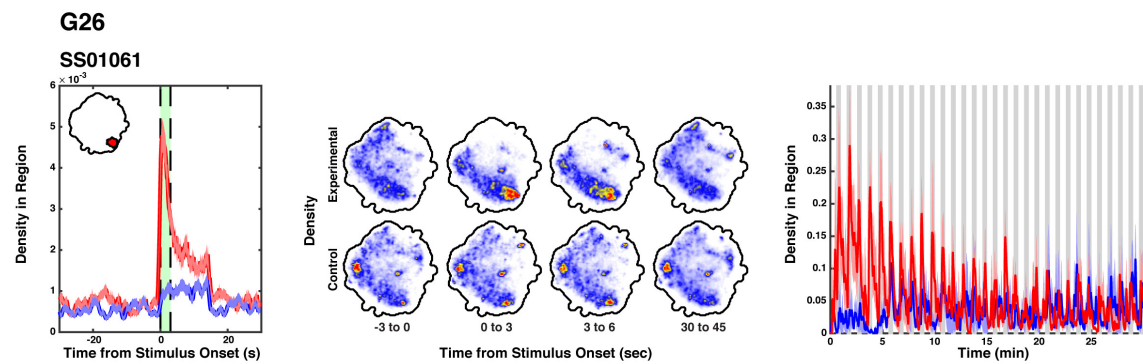 G26
SS01061
× 10⁻³
6
5
4
3
2
1
0
-20
0
20
Density in Region
Time from Stimulus Onset (s)
Density
Experimental
Control
-3 to 0
0 to 3
3 to 6
30 to 45
Time from Stimulus Onset (sec)
0.35
0.3
0.25
0.2
0.15
0.1
0.05
0
0
5
10
15
20
25
Density in Region
Time (min)